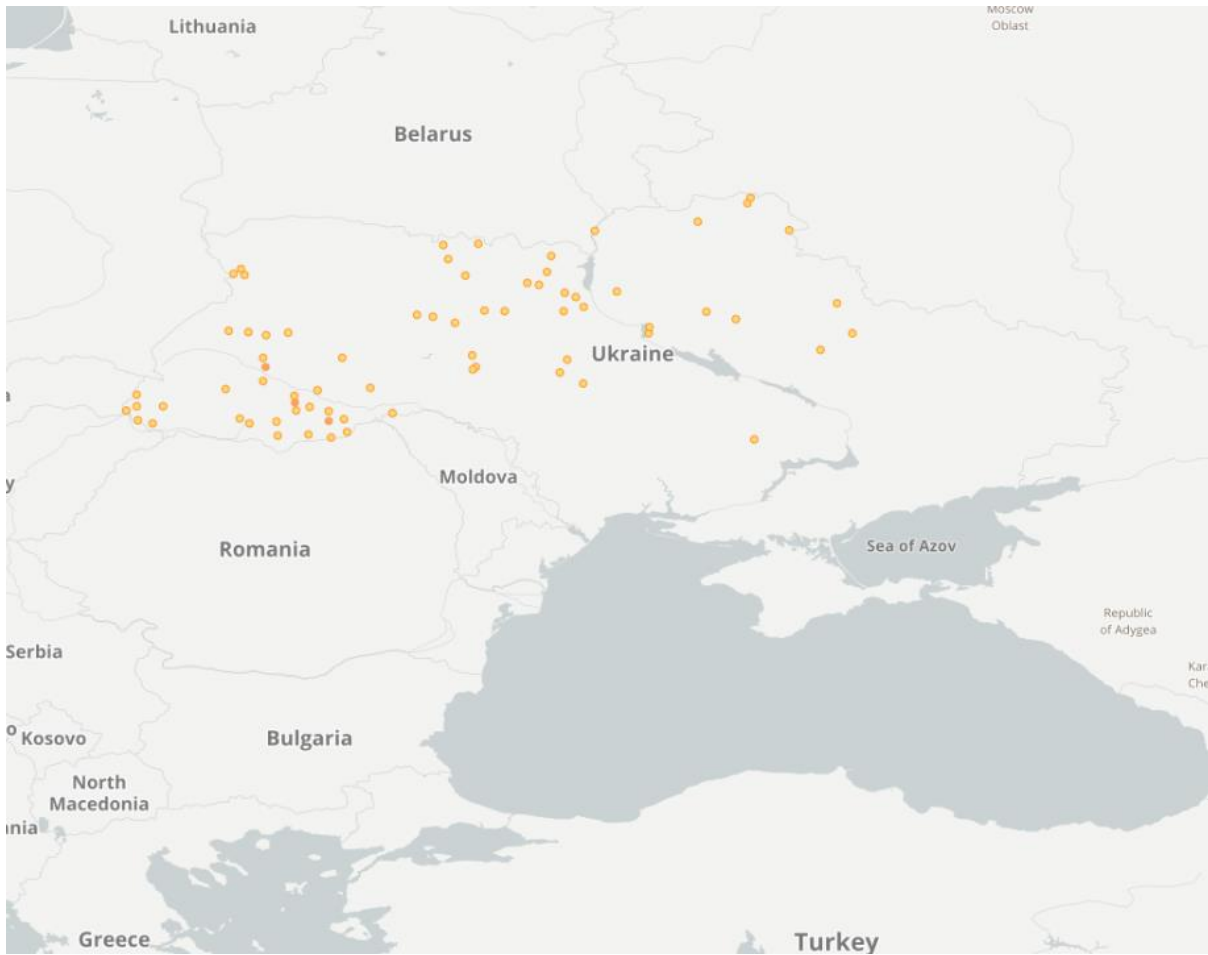 Moscow
Oblast
Lithuania
Belarus
Ukraine
Moldova
Romania
Sea of Azov
Republic
of Adygea
Serbia
Kosovo
Bulgaria
North
Macedonia
Greece
Turkey